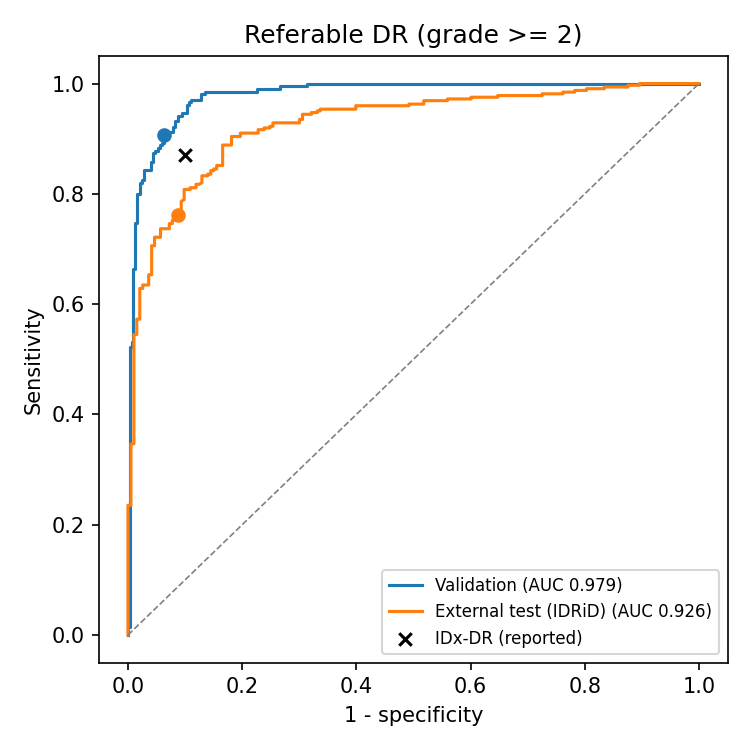 Referable DR (grade >= 2)
1.0
0.8
0.6
0.4
0.2
0.0
Sensitivity
Validation (AUC 0.979)
External test (IDRiD) (AUC 0.926)
IDx-DR (reported)
0.0 0.2 0.4 0.6 0.8 1.0
1 - specificity